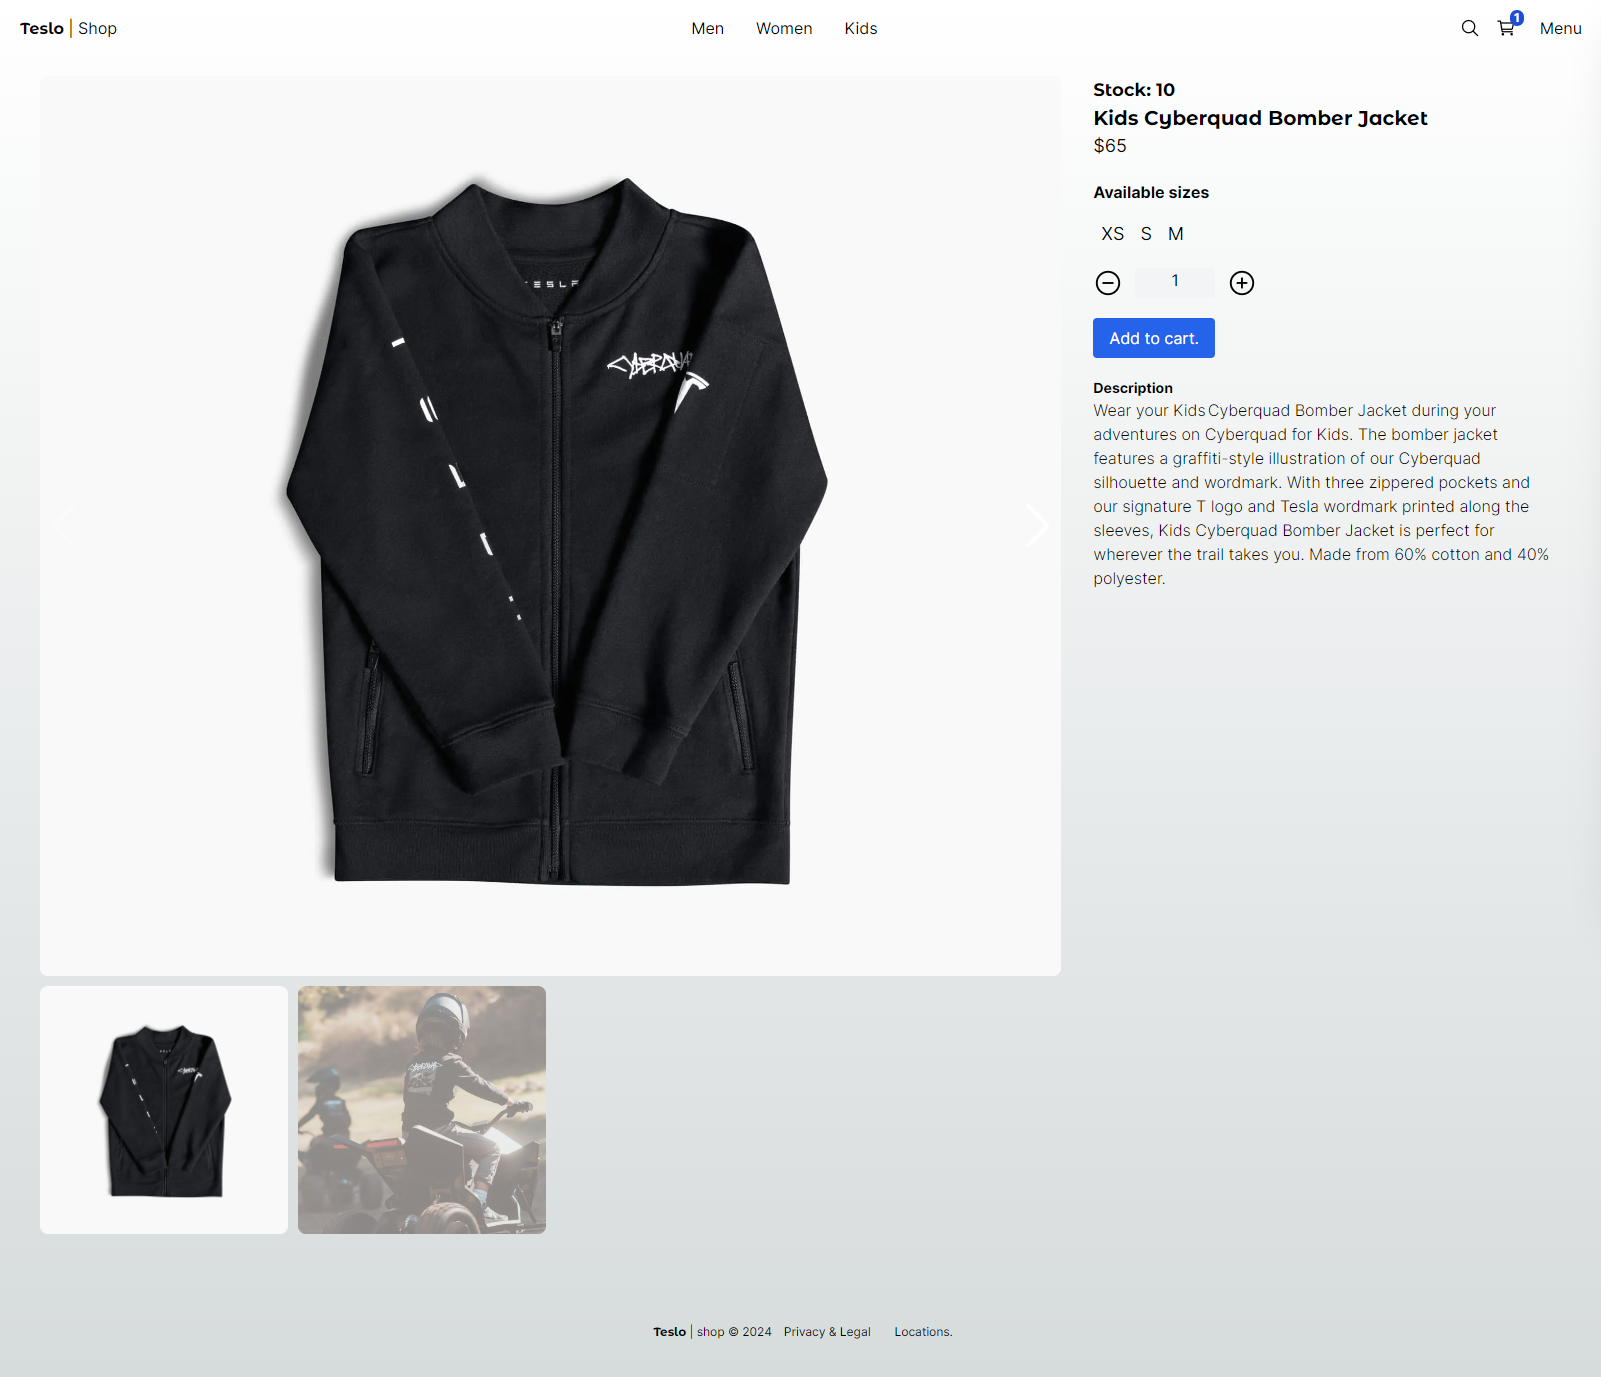 Teslo | Shop
Men Women Kids
1
Menu
Stock: 10
Kids Cyberquad Bomber Jacket
$65
Available sizes
XS S M
1
Add to cart.
Description
Wear your Kids Cyberquad Bomber Jacket during your
adventures on Cyberquad for Kids. The bomber jacket
features a graffiti-style illustration of our Cyberquad
silhouette and wordmark. With three zippered pockets and
our signature T logo and Tesla wordmark printed along the
sleeves, Kids Cyberquad Bomber Jacket is perfect for
wherever the trail takes you. Made from 60% cotton and 40%
polyester.
Teslo | shop © 2024 Privacy & Legal Locations.